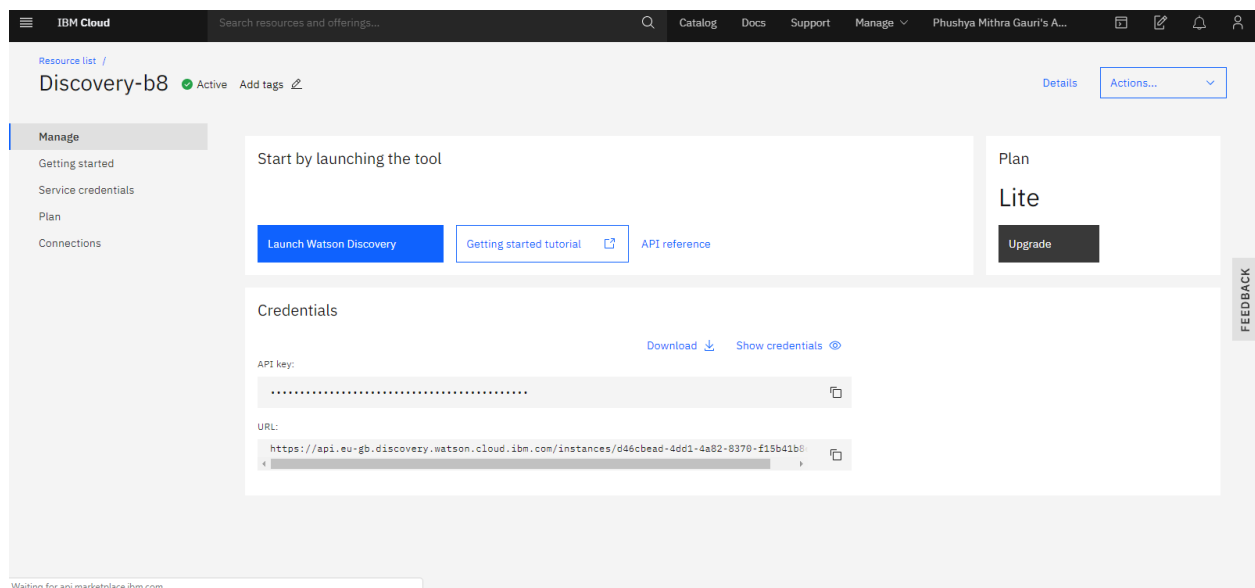 IBM Cloud Search resources and offerings... Catalog Docs Support Manage Phushya Mithra Gauri's A...
Resource list /
Discovery-b8 Active Add tags Details Actions...
Manage
Getting started
Service credentials
Plan
Connections
Start by launching the tool
Launch Watson Discovery Getting started tutorial API reference
Plan
Lite
Upgrade
Credentials
Download Show credentials
API key:
URL:
https://api.eu-gb.discovery.watson.cloud.ibm.com/instances/d46cbead-4dd1-4a82-8370-f15b41b8
FEEDBACK
Waiting for api.marketplace.ibm.com